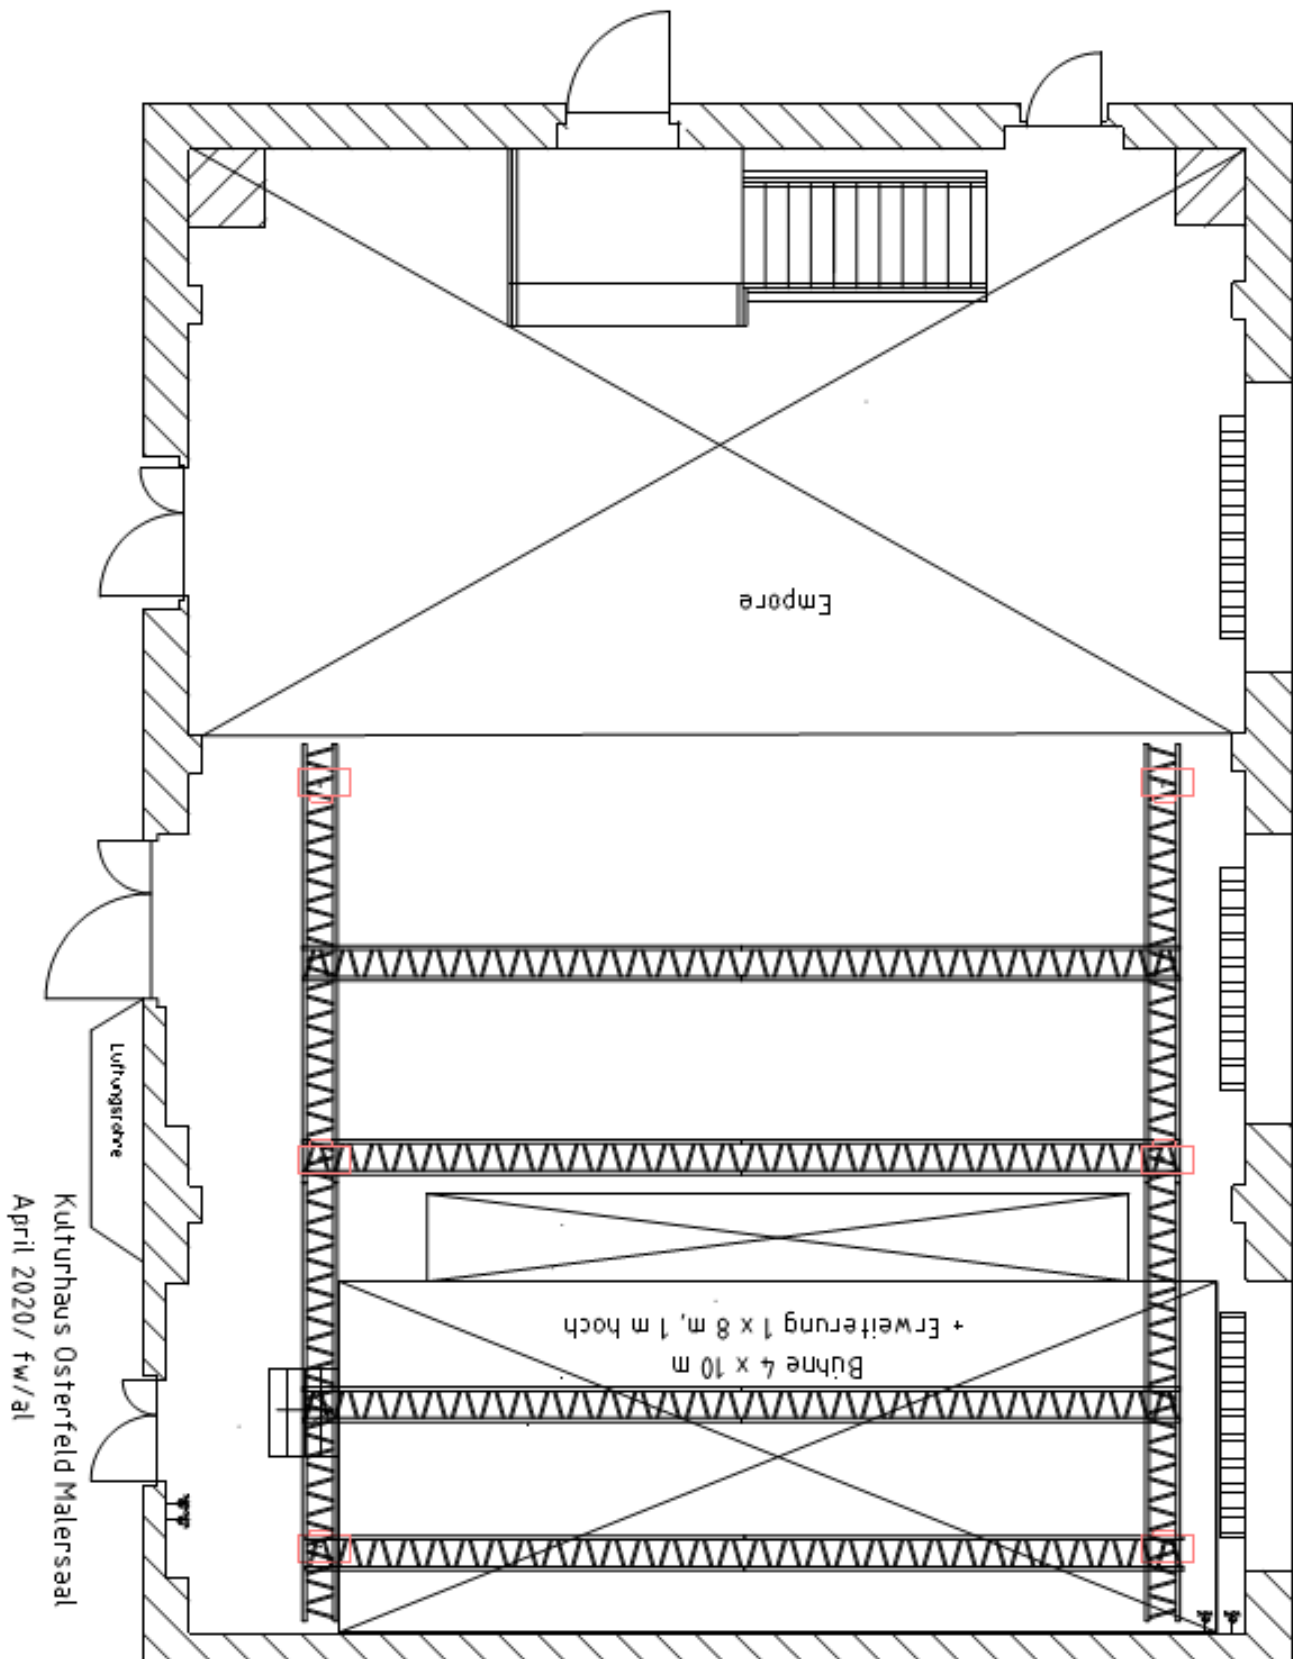 Empore
Lüftungsrohre
Bühne 4 x 10 m
+ Erweiterung 1 x 8 m, 1 m hoch
Kulturhaus Osterfeld Malersaal
April 2020/ fw/al